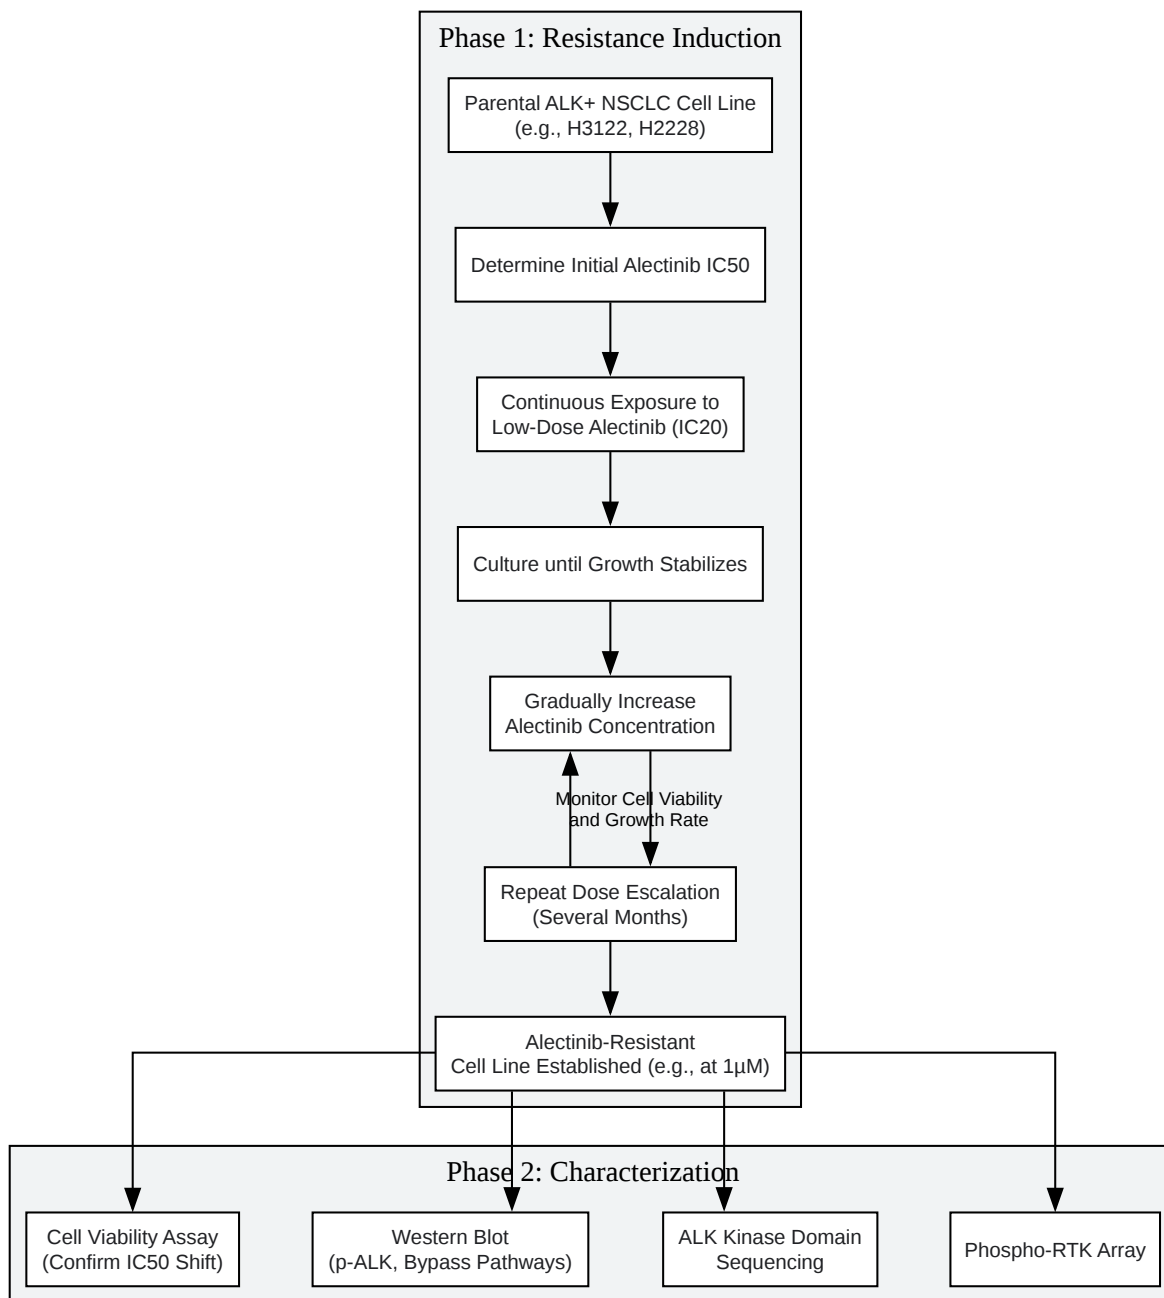 Phase 1: Resistance Induction
Parental ALK+ NSCLC Cell Line
(e.g., H3122, H2228)
Determine Initial Alectinib IC50
Continuous Exposure to
Low-Dose Alectinib (IC20)
Culture until Growth Stabilizes
Gradually Increase
Alectinib Concentration
Monitor Cell Viability
and Growth Rate
Repeat Dose Escalation
(Several Months)
Alectinib-Resistant
Cell Line Established (e.g., at 1µM)
Phase 2: Characterization
Cell Viability Assay
(Confirm IC50 Shift)
Western Blot
(p-ALK, Bypass Pathways)
ALK Kinase Domain
Sequencing
Phospho-RTK Array